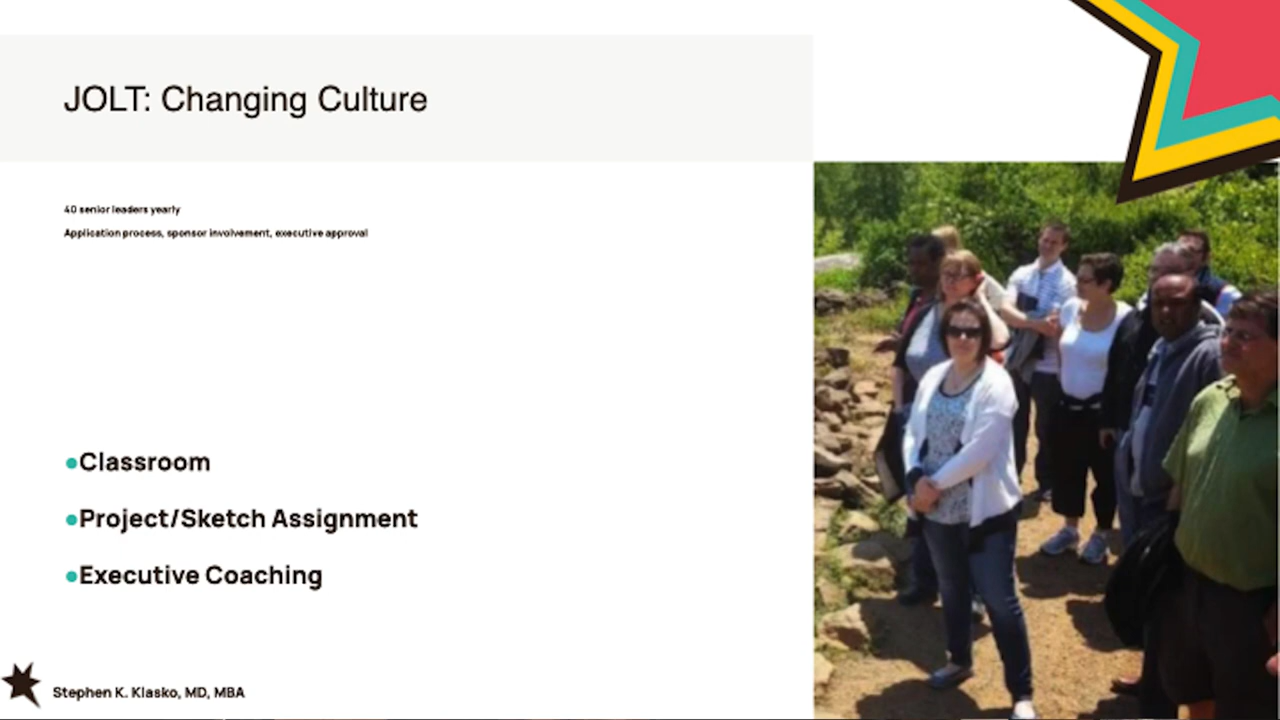 JOLT: Changing Culture
40 senior leaders yearly
Application process, sponsor involvement, executive approval
●Classroom
●Project/Sketch Assignment
●Executive Coaching
Stephen K. Klasko, MD, MBA